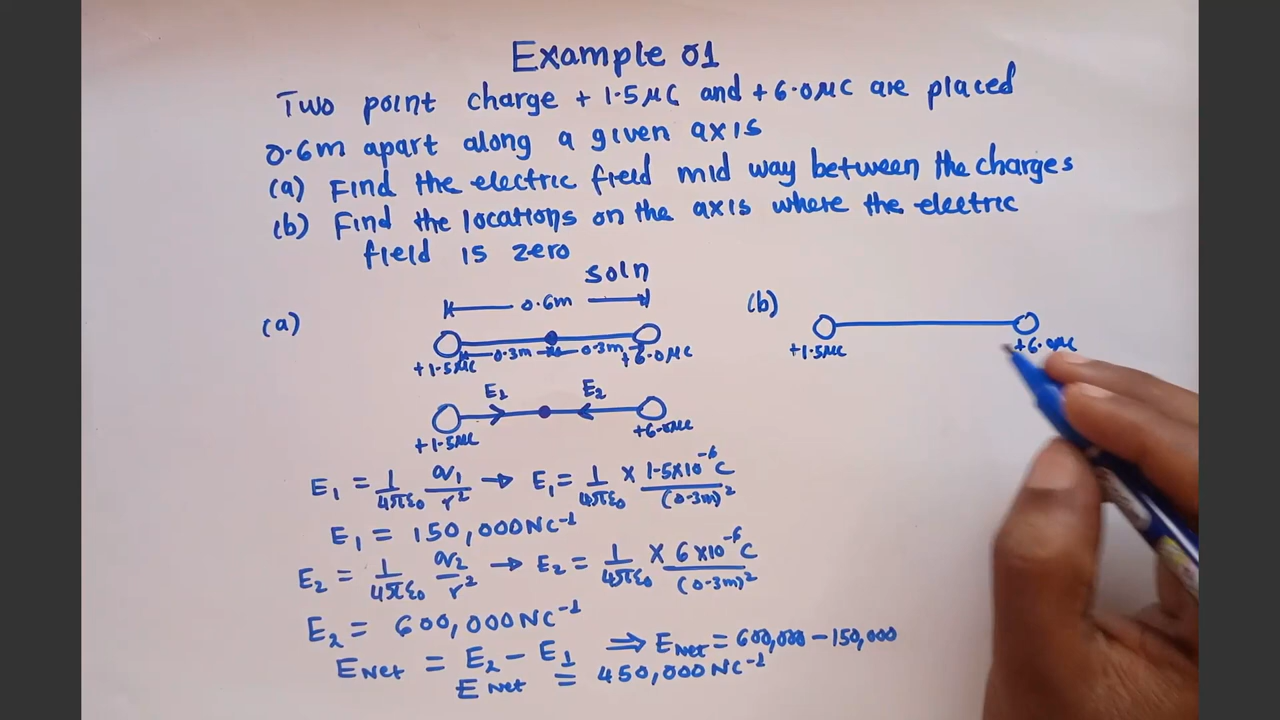 Example 01
Two point charge + 1.5μC and +6.0μC are placed
0.6m apart along a given axis
(a) Find the electric field mid way between the charges
(b) Find the locations on the axis where the electric
field is zero
soln
(a)
0.6m
0.3m 0.3m
+1.5μC +6.0μC
E1 E2
+1.5μC +6.0μC
E1 = 1/4πε0 q1/r² → E1 = 1/4πε0 × 1.5×10⁻⁶C/(0.3m)²
E1 = 150,000NC⁻¹
E2 = 1/4πε0 q2/r² → E2 = 1/4πε0 × 6×10⁻⁶C/(0.3m)²
E2 = 600,000NC⁻¹
ENet = E2 − E1 ⇒ ENet = 600,000 − 150,000
ENet = 450,000NC⁻¹
(b)
+1.5μC +6.0μC